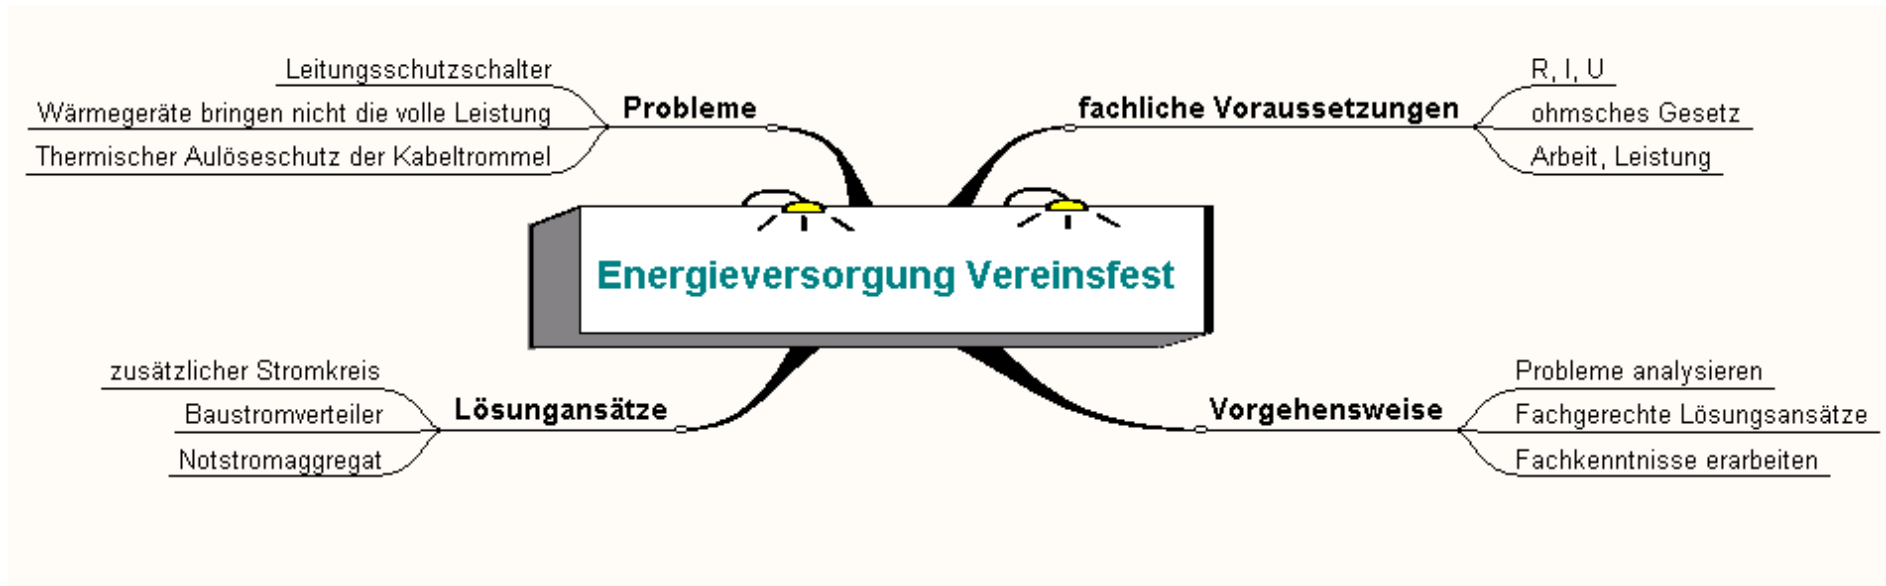 Leitungsschutzschalter
Wärmegeräte bringen nicht die volle Leistung
Thermischer Aulöseschutz der Kabeltrommel
Probleme
fachliche Voraussetzungen
R, I, U
ohmsches Gesetz
Arbeit, Leistung
Energieversorgung Vereinsfest
zusätzlicher Stromkreis
Baustromverteiler
Notstromaggregat
Lösungansätze
Vorgehensweise
Probleme analysieren
Fachgerechte Lösungsansätze
Fachkenntnisse erarbeiten